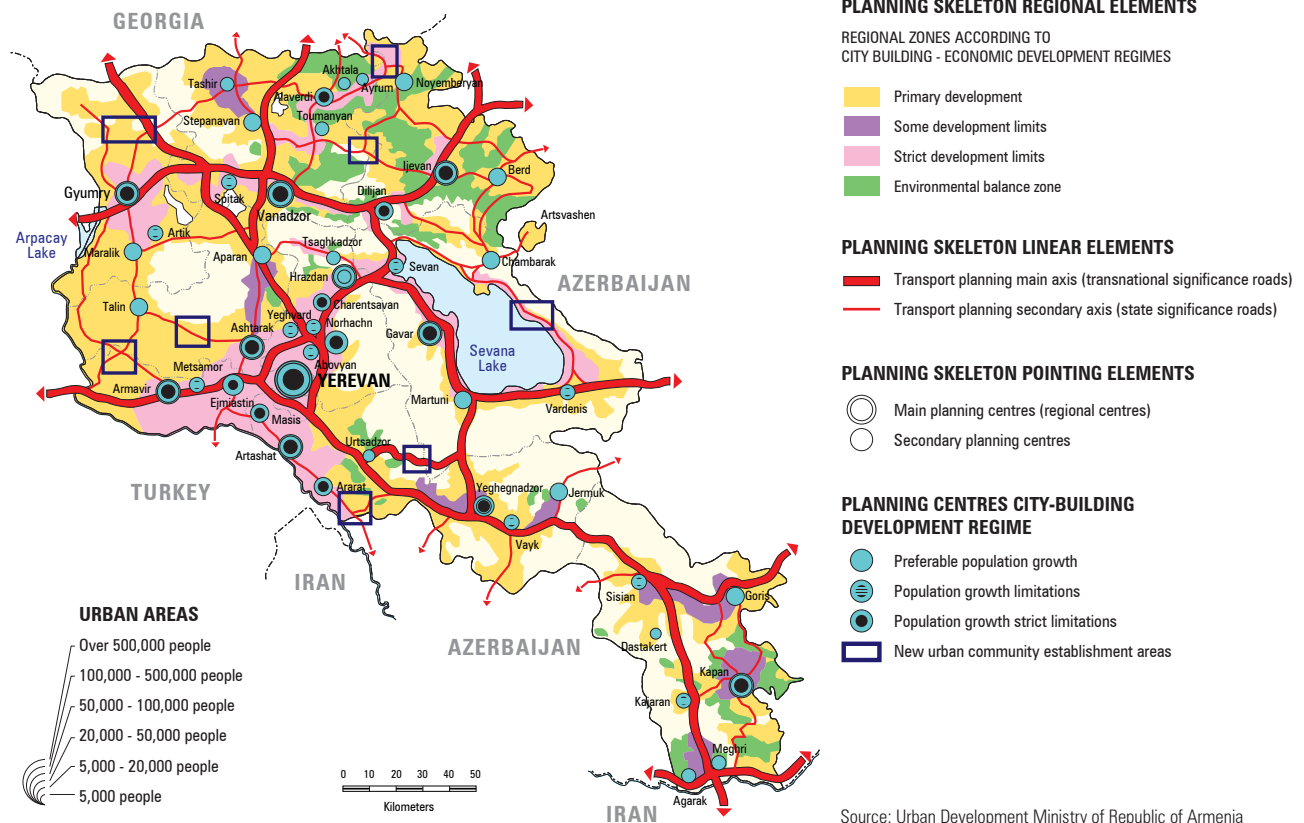 GEORGIA
Akhtala
Tashir
Ayrum
Noyemberyan
Alaverdi
Stepanavan
Toumanyan
Ijevan
Berd
Gyumry
Spitak
Vanadzor
Dilijan
Artsvashen
Arpacay
Lake
Artik
Maralik
Aparan
Tsaghkadzor
Hrazdan
Sevan
Chambarak
AZERBAIJAN
Talin
Charentsavan
Yeghvard
Norhachn
Ashtarak
Gavar
Sevana
Lake
Metsamor
Abovyan
YEREVAN
Armavir
Ejmiastin
Martuni
Vardenis
Masis
Urtsadzor
Artashat
TURKEY
Ararat
Yeghegnadzor
Jermuk
Vayk
IRAN
Sisian
Goris
AZERBAIJAN
Dastakert
Kapan
Kajaran
Meghri
Agarak
IRAN
URBAN AREAS
Over 500,000 people
100,000 - 500,000 people
50,000 - 100,000 people
20,000 - 50,000 people
5,000 - 20,000 people
5,000 people
0 10 20 30 40 50
Kilometers
PLANNING SKELETON REGIONAL ELEMENTS
REGIONAL ZONES ACCORDING TO
CITY BUILDING - ECONOMIC DEVELOPMENT REGIMES
Primary development
Some development limits
Strict development limits
Environmental balance zone
PLANNING SKELETON LINEAR ELEMENTS
Transport planning main axis (transnational significance roads)
Transport planning secondary axis (state significance roads)
PLANNING SKELETON POINTING ELEMENTS
Main planning centres (regional centres)
Secondary planning centres
PLANNING CENTRES CITY-BUILDING
DEVELOPMENT REGIME
Preferable population growth
Population growth limitations
Population growth strict limitations
New urban community establishment areas
Source: Urban Development Ministry of Republic of Armenia